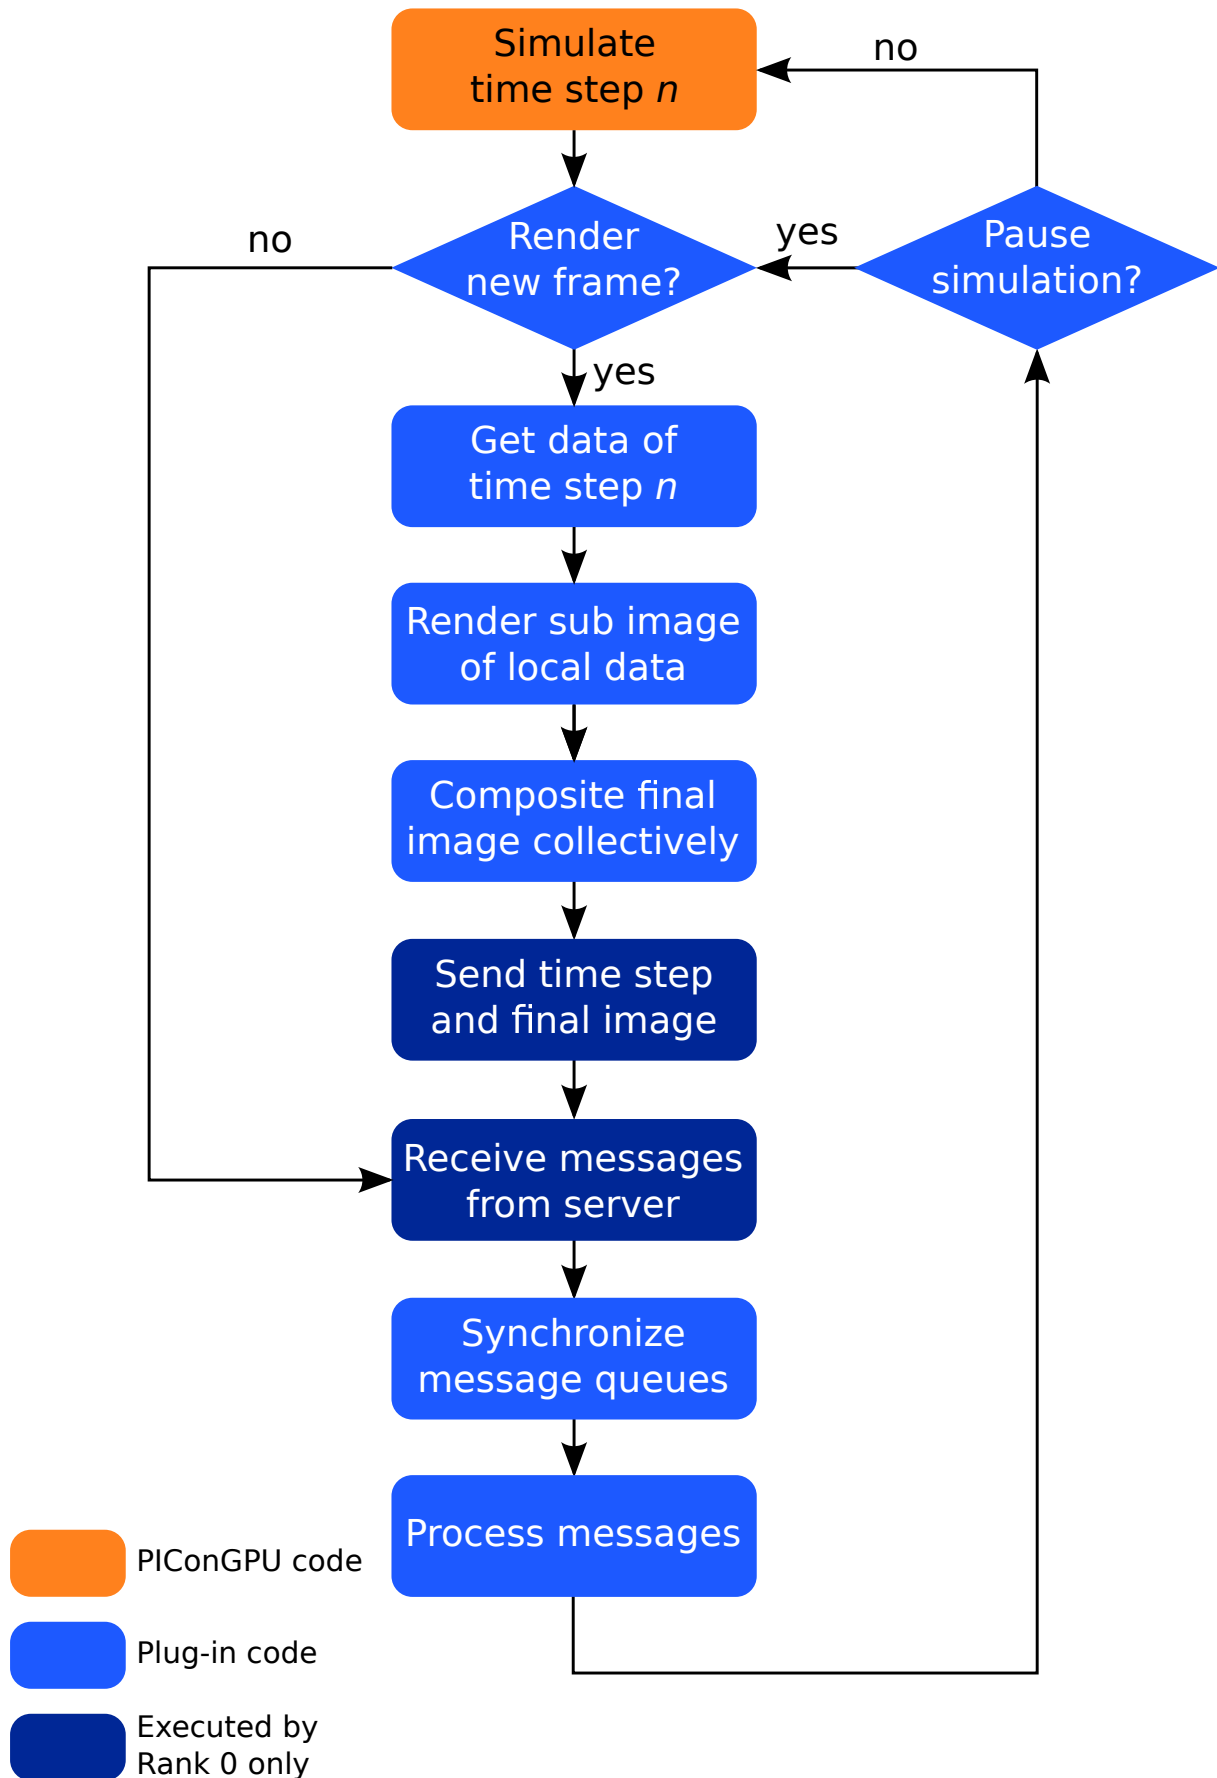 Simulate
time step n
no
Render
new frame?
no
yes
Pause
simulation?
yes
Get data of
time step n
Render sub image
of local data
Composite final
image collectively
Send time step
and final image
Receive messages
from server
Synchronize
message queues
Process messages
PIConGPU code
Plug-in code
Executed by
Rank 0 only